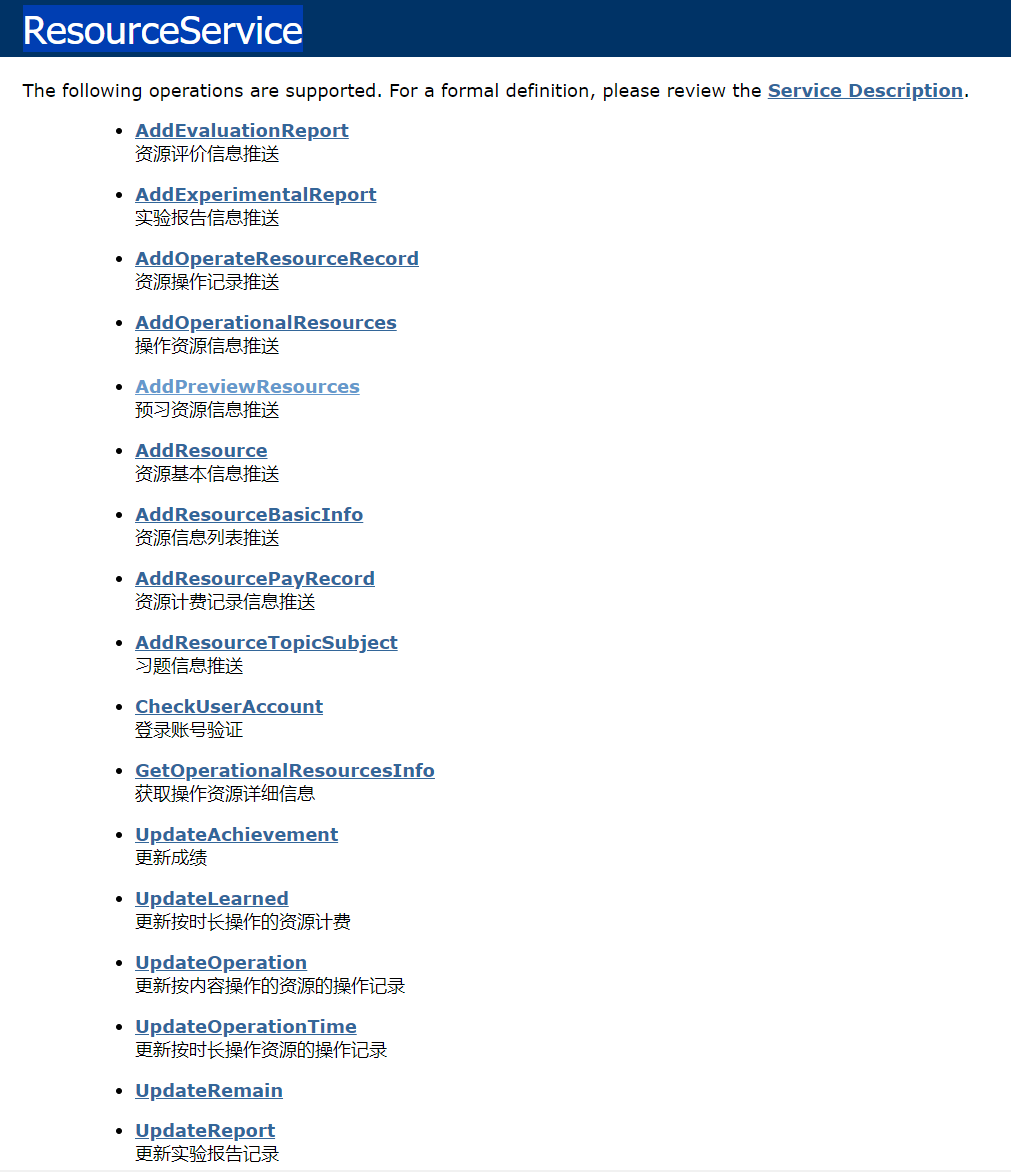 ResourceService
The following operations are supported. For a formal definition, please review the Service Description.
AddEvaluationReport
资源评价信息推送
AddExperimentalReport
实验报告信息推送
AddOperateResourceRecord
资源操作记录推送
AddOperationalResources
操作资源信息推送
AddPreviewResources
预习资源信息推送
AddResource
资源基本信息推送
AddResourceBasicInfo
资源信息列表推送
AddResourcePayRecord
资源计费记录信息推送
AddResourceTopicSubject
习题信息推送
CheckUserAccount
登录账号验证
GetOperationalResourcesInfo
获取操作资源详细信息
UpdateAchievement
更新成绩
UpdateLearned
更新按时长操作的资源计费
UpdateOperation
更新按内容操作的资源的操作记录
UpdateOperationTime
更新按时长操作资源的操作记录
UpdateRemain
UpdateReport
更新实验报告记录